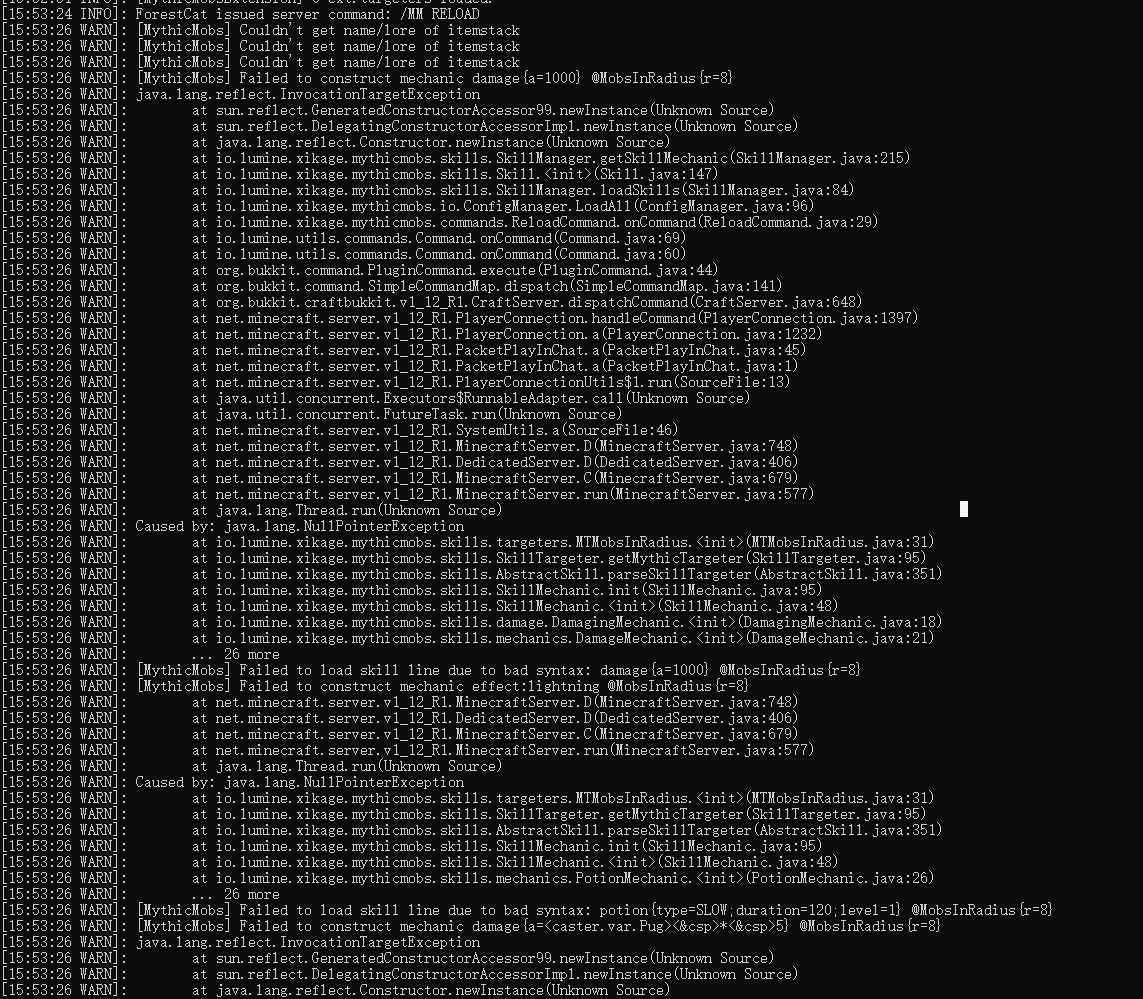 [15:53:24 INFO]: ForestCat issued server command: /MM RELOAD
[15:53:26 WARN]: [MythicMobs] Couldn't get name/lore of itemstack
[15:53:26 WARN]: [MythicMobs] Couldn't get name/lore of itemstack
[15:53:26 WARN]: [MythicMobs] Couldn't get name/lore of itemstack
[15:53:26 WARN]: [MythicMobs] Failed to construct mechanic damage{a=1000} @MobsInRadius{r=8}
[15:53:26 WARN]: java.lang.reflect.InvocationTargetException
[15:53:26 WARN]: at sun.reflect.GeneratedConstructorAccessor99.newInstance(Unknown Source)
[15:53:26 WARN]: at sun.reflect.DelegatingConstructorAccessorImpl.newInstance(Unknown Source)
[15:53:26 WARN]: at java.lang.reflect.Constructor.newInstance(Unknown Source)
[15:53:26 WARN]: at io.lumine.xikage.mythicmobs.skills.SkillManager.getSkillMechanic(SkillManager.java:215)
[15:53:26 WARN]: at io.lumine.xikage.mythicmobs.skills.Skill.<init>(Skill.java:147)
[15:53:26 WARN]: at io.lumine.xikage.mythicmobs.skills.SkillManager.loadSkills(SkillManager.java:84)
[15:53:26 WARN]: at io.lumine.xikage.mythicmobs.io.ConfigManager.LoadAll(ConfigManager.java:96)
[15:53:26 WARN]: at io.lumine.xikage.mythicmobs.commands.ReloadCommand.onCommand(ReloadCommand.java:29)
[15:53:26 WARN]: at io.lumine.utils.commands.Command.onCommand(Command.java:69)
[15:53:26 WARN]: at io.lumine.utils.commands.Command.onCommand(Command.java:60)
[15:53:26 WARN]: at org.bukkit.command.PluginCommand.execute(PluginCommand.java:44)
[15:53:26 WARN]: at org.bukkit.command.SimpleCommandMap.dispatch(SimpleCommandMap.java:141)
[15:53:26 WARN]: at org.bukkit.craftbukkit.v1_12_R1.CraftServer.dispatchCommand(CraftServer.java:648)
[15:53:26 WARN]: at net.minecraft.server.v1_12_R1.PlayerConnection.handleCommand(PlayerConnection.java:1397)
[15:53:26 WARN]: at net.minecraft.server.v1_12_R1.PlayerConnection.a(PlayerConnection.java:1232)
[15:53:26 WARN]: at net.minecraft.server.v1_12_R1.PacketPlayInChat.a(PacketPlayInChat.java:45)
[15:53:26 WARN]: at net.minecraft.server.v1_12_R1.PacketPlayInChat.a(PacketPlayInChat.java:1)
[15:53:26 WARN]: at net.minecraft.server.v1_12_R1.PlayerConnectionUtils$1.run(SourceFile:13)
[15:53:26 WARN]: at java.util.concurrent.Executors$RunnableAdapter.call(Unknown Source)
[15:53:26 WARN]: at java.util.concurrent.FutureTask.run(Unknown Source)
[15:53:26 WARN]: at net.minecraft.server.v1_12_R1.SystemUtils.a(SourceFile:46)
[15:53:26 WARN]: at net.minecraft.server.v1_12_R1.MinecraftServer.D(MinecraftServer.java:748)
[15:53:26 WARN]: at net.minecraft.server.v1_12_R1.DedicatedServer.D(DedicatedServer.java:406)
[15:53:26 WARN]: at net.minecraft.server.v1_12_R1.MinecraftServer.C(MinecraftServer.java:679)
[15:53:26 WARN]: at net.minecraft.server.v1_12_R1.MinecraftServer.run(MinecraftServer.java:577)
[15:53:26 WARN]: at java.lang.Thread.run(Unknown Source)
[15:53:26 WARN]: Caused by: java.lang.NullPointerException
[15:53:26 WARN]: at io.lumine.xikage.mythicmobs.skills.targeters.MTMobsInRadius.<init>(MTMobsInRadius.java:31)
[15:53:26 WARN]: at io.lumine.xikage.mythicmobs.skills.SkillTargeter.getMythicTargeter(SkillTargeter.java:95)
[15:53:26 WARN]: at io.lumine.xikage.mythicmobs.skills.AbstractSkill.parseSkillTargeter(AbstractSkill.java:351)
[15:53:26 WARN]: at io.lumine.xikage.mythicmobs.skills.SkillMechanic.init(SkillMechanic.java:95)
[15:53:26 WARN]: at io.lumine.xikage.mythicmobs.skills.SkillMechanic.<init>(SkillMechanic.java:48)
[15:53:26 WARN]: at io.lumine.xikage.mythicmobs.skills.damage.DamagingMechanic.<init>(DamagingMechanic.java:18)
[15:53:26 WARN]: at io.lumine.xikage.mythicmobs.skills.mechanics.DamageMechanic.<init>(DamageMechanic.java:21)
[15:53:26 WARN]: ... 26 more
[15:53:26 WARN]: [MythicMobs] Failed to load skill line due to bad syntax: damage{a=1000} @MobsInRadius{r=8}
[15:53:26 WARN]: [MythicMobs] Failed to construct mechanic effect:lightning @MobsInRadius{r=8}
[15:53:26 WARN]: at net.minecraft.server.v1_12_R1.MinecraftServer.D(MinecraftServer.java:748)
[15:53:26 WARN]: at net.minecraft.server.v1_12_R1.DedicatedServer.D(DedicatedServer.java:406)
[15:53:26 WARN]: at net.minecraft.server.v1_12_R1.MinecraftServer.C(MinecraftServer.java:679)
[15:53:26 WARN]: at net.minecraft.server.v1_12_R1.MinecraftServer.run(MinecraftServer.java:577)
[15:53:26 WARN]: at java.lang.Thread.run(Unknown Source)
[15:53:26 WARN]: Caused by: java.lang.NullPointerException
[15:53:26 WARN]: at io.lumine.xikage.mythicmobs.skills.targeters.MTMobsInRadius.<init>(MTMobsInRadius.java:31)
[15:53:26 WARN]: at io.lumine.xikage.mythicmobs.skills.SkillTargeter.getMythicTargeter(SkillTargeter.java:95)
[15:53:26 WARN]: at io.lumine.xikage.mythicmobs.skills.AbstractSkill.parseSkillTargeter(AbstractSkill.java:351)
[15:53:26 WARN]: at io.lumine.xikage.mythicmobs.skills.SkillMechanic.init(SkillMechanic.java:95)
[15:53:26 WARN]: at io.lumine.xikage.mythicmobs.skills.SkillMechanic.<init>(SkillMechanic.java:48)
[15:53:26 WARN]: at io.lumine.xikage.mythicmobs.skills.mechanics.PotionMechanic.<init>(PotionMechanic.java:26)
[15:53:26 WARN]: ... 26 more
[15:53:26 WARN]: [MythicMobs] Failed to load skill line due to bad syntax: potion{type=SLOW;duration=120;level=1} @MobsInRadius{r=8}
[15:53:26 WARN]: [MythicMobs] Failed to construct mechanic damage{a=<caster.var.Pug><&csp>*<&csp>5} @MobsInRadius{r=8}
[15:53:26 WARN]: java.lang.reflect.InvocationTargetException
[15:53:26 WARN]: at sun.reflect.GeneratedConstructorAccessor99.newInstance(Unknown Source)
[15:53:26 WARN]: at sun.reflect.DelegatingConstructorAccessorImpl.newInstance(Unknown Source)
[15:53:26 WARN]: at java.lang.reflect.Constructor.newInstance(Unknown Source)